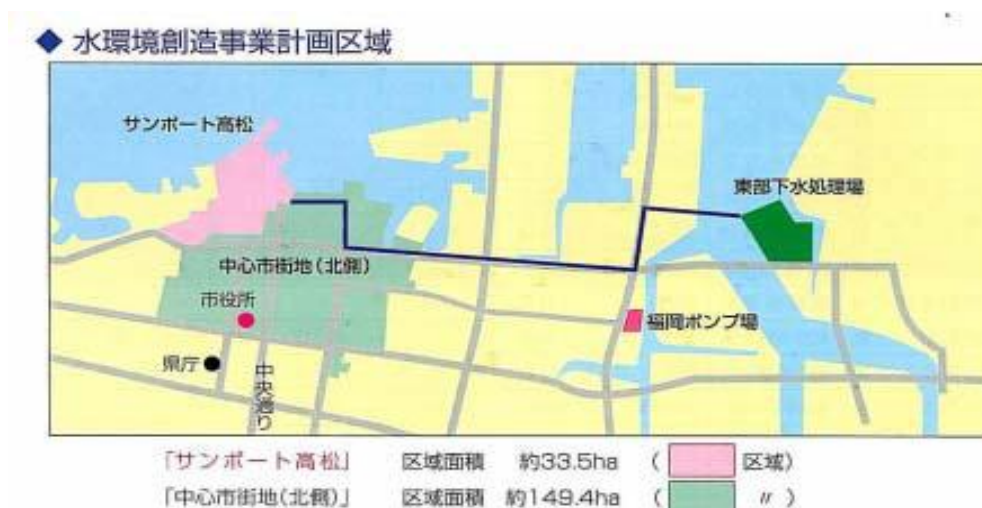 ◆ 水環境創造事業計画区域
サンポート高松
東部下水処理場
中心市街地(北側)
市役所
福岡ポンプ場
県庁
中央通り
「サンポート高松」 区域面積 約33.5ha ( 区域)
「中心市街地(北側)」 区域面積 約149.4ha ( 〃 )